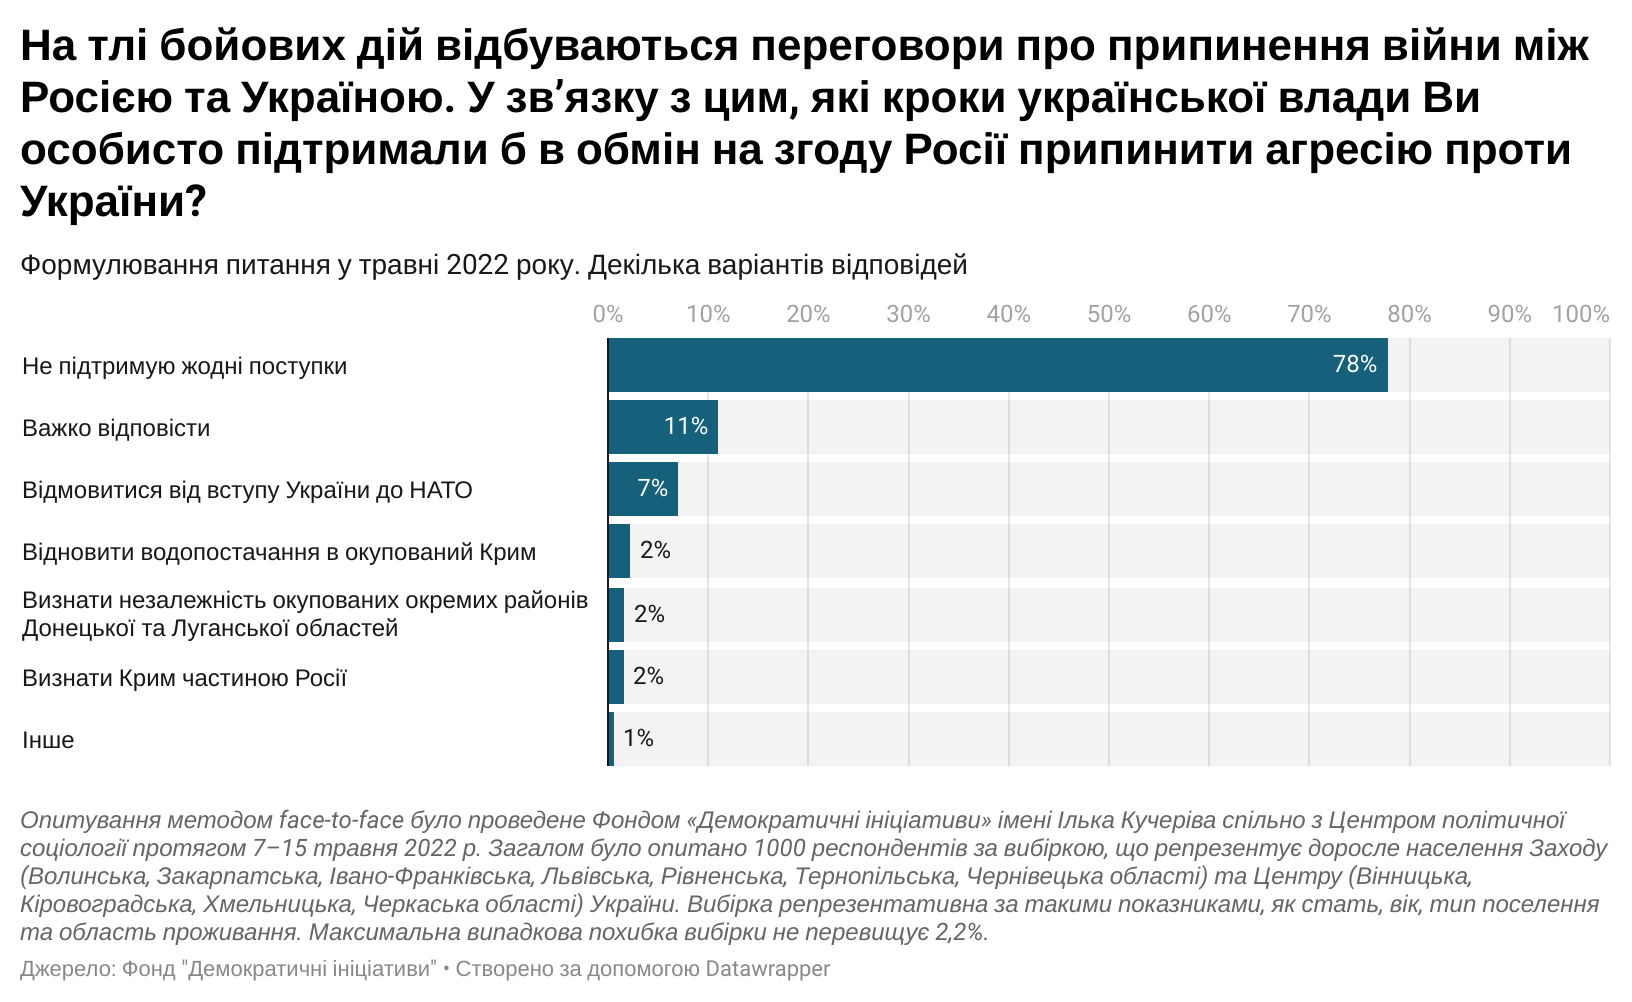 На тлі бойових дій відбуваються переговори про припинення війни між
Росією та Україною. У зв’язку з цим, які кроки української влади Ви
особисто підтримали б в обмін на згоду Росії припинити агресію проти
України?
Формулювання питання у травні 2022 року. Декілька варіантів відповідей
0% 10% 20% 30% 40% 50% 60% 70% 80% 90% 100%
Не підтримую жодні поступки 78%
Важко відповісти 11%
Відмовитися від вступу України до НАТО 7%
Відновити водопостачання в окупований Крим 2%
Визнати незалежність окупованих окремих районів
Донецької та Луганської областей 2%
Визнати Крим частиною Росії 2%
Інше 1%
Опитування методом face-to-face було проведене Фондом «Демократичні ініціативи» імені Ілька Кучеріва спільно з Центром політичної
соціології протягом 7–15 травня 2022 р. Загалом було опитано 1000 респондентів за вибіркою, що репрезентує доросле населення Заходу
(Волинська, Закарпатська, Івано-Франківська, Львівська, Рівненська, Тернопільська, Чернівецька області) та Центру (Вінницька,
Кіровоградська, Хмельницька, Черкаська області) України. Вибірка репрезентативна за такими показниками, як стать, вік, тип поселення
та область проживання. Максимальна випадкова похибка вибірки не перевищує 2,2%.
Джерело: Фонд "Демократичні ініціативи" • Створено за допомогою Datawrapper